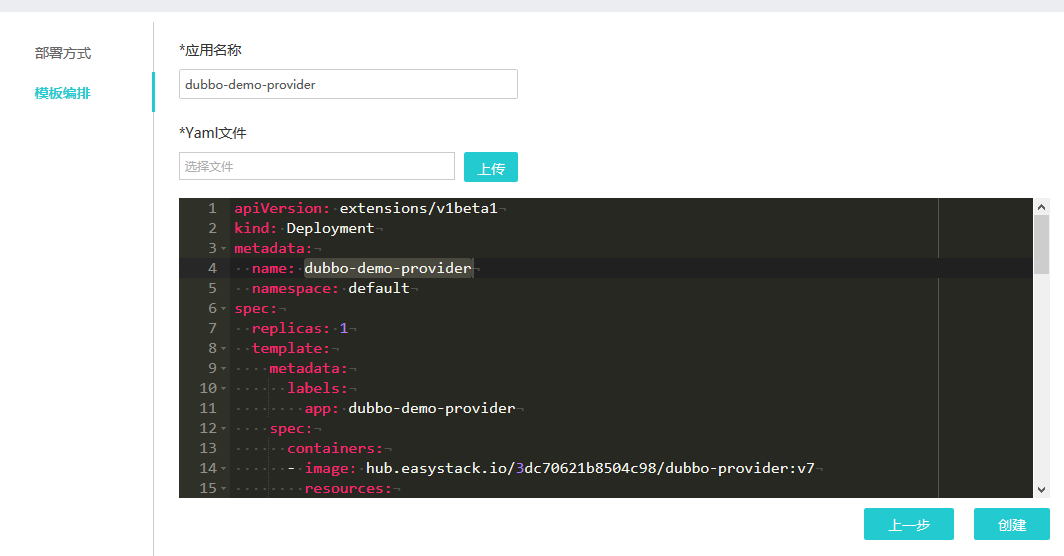 部署方式
模板编排
*应用名称
dubbo-demo-provider
*Yaml文件
选择文件
上传
1 apiVersion: extensions/v1beta1
2 kind: Deployment
3 metadata:
4 name: dubbo-demo-provider
5 namespace: default
6 spec:
7 replicas: 1
8 template:
9 metadata:
10 labels:
11 app: dubbo-demo-provider
12 spec:
13 containers:
14 - image: hub.easystack.io/3dc70621b8504c98/dubbo-provider:v7
15 resources:
上一步
创建